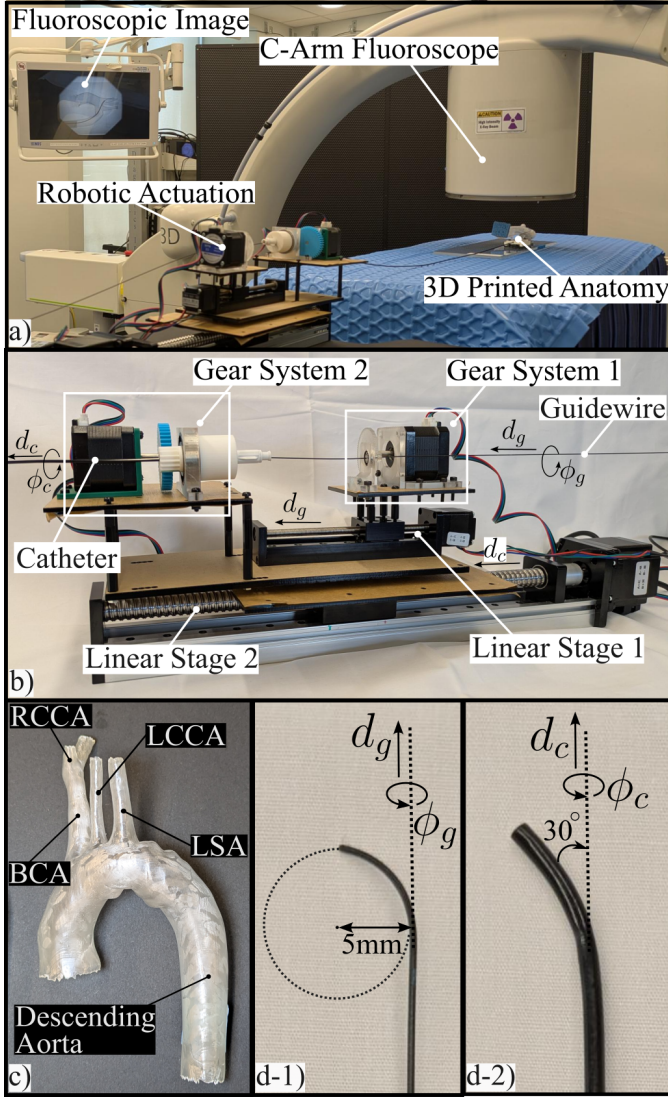 Fluoroscopic Image
C-Arm Fluoroscope
CAUTION
Robotic Actuation
3D
3D Printed Anatomy
a)
Gear System 2
Gear System 1
Guidewire
d_c
d_g
ϕ_c
ϕ_g
d_g
Catheter
d_c
Linear Stage 2
Linear Stage 1
b)
RCCA
LCCA
BCA
LSA
Descending
Aorta
c)
d_g
ϕ_g
5mm
d-1)
d_c
ϕ_c
30°
d-2)